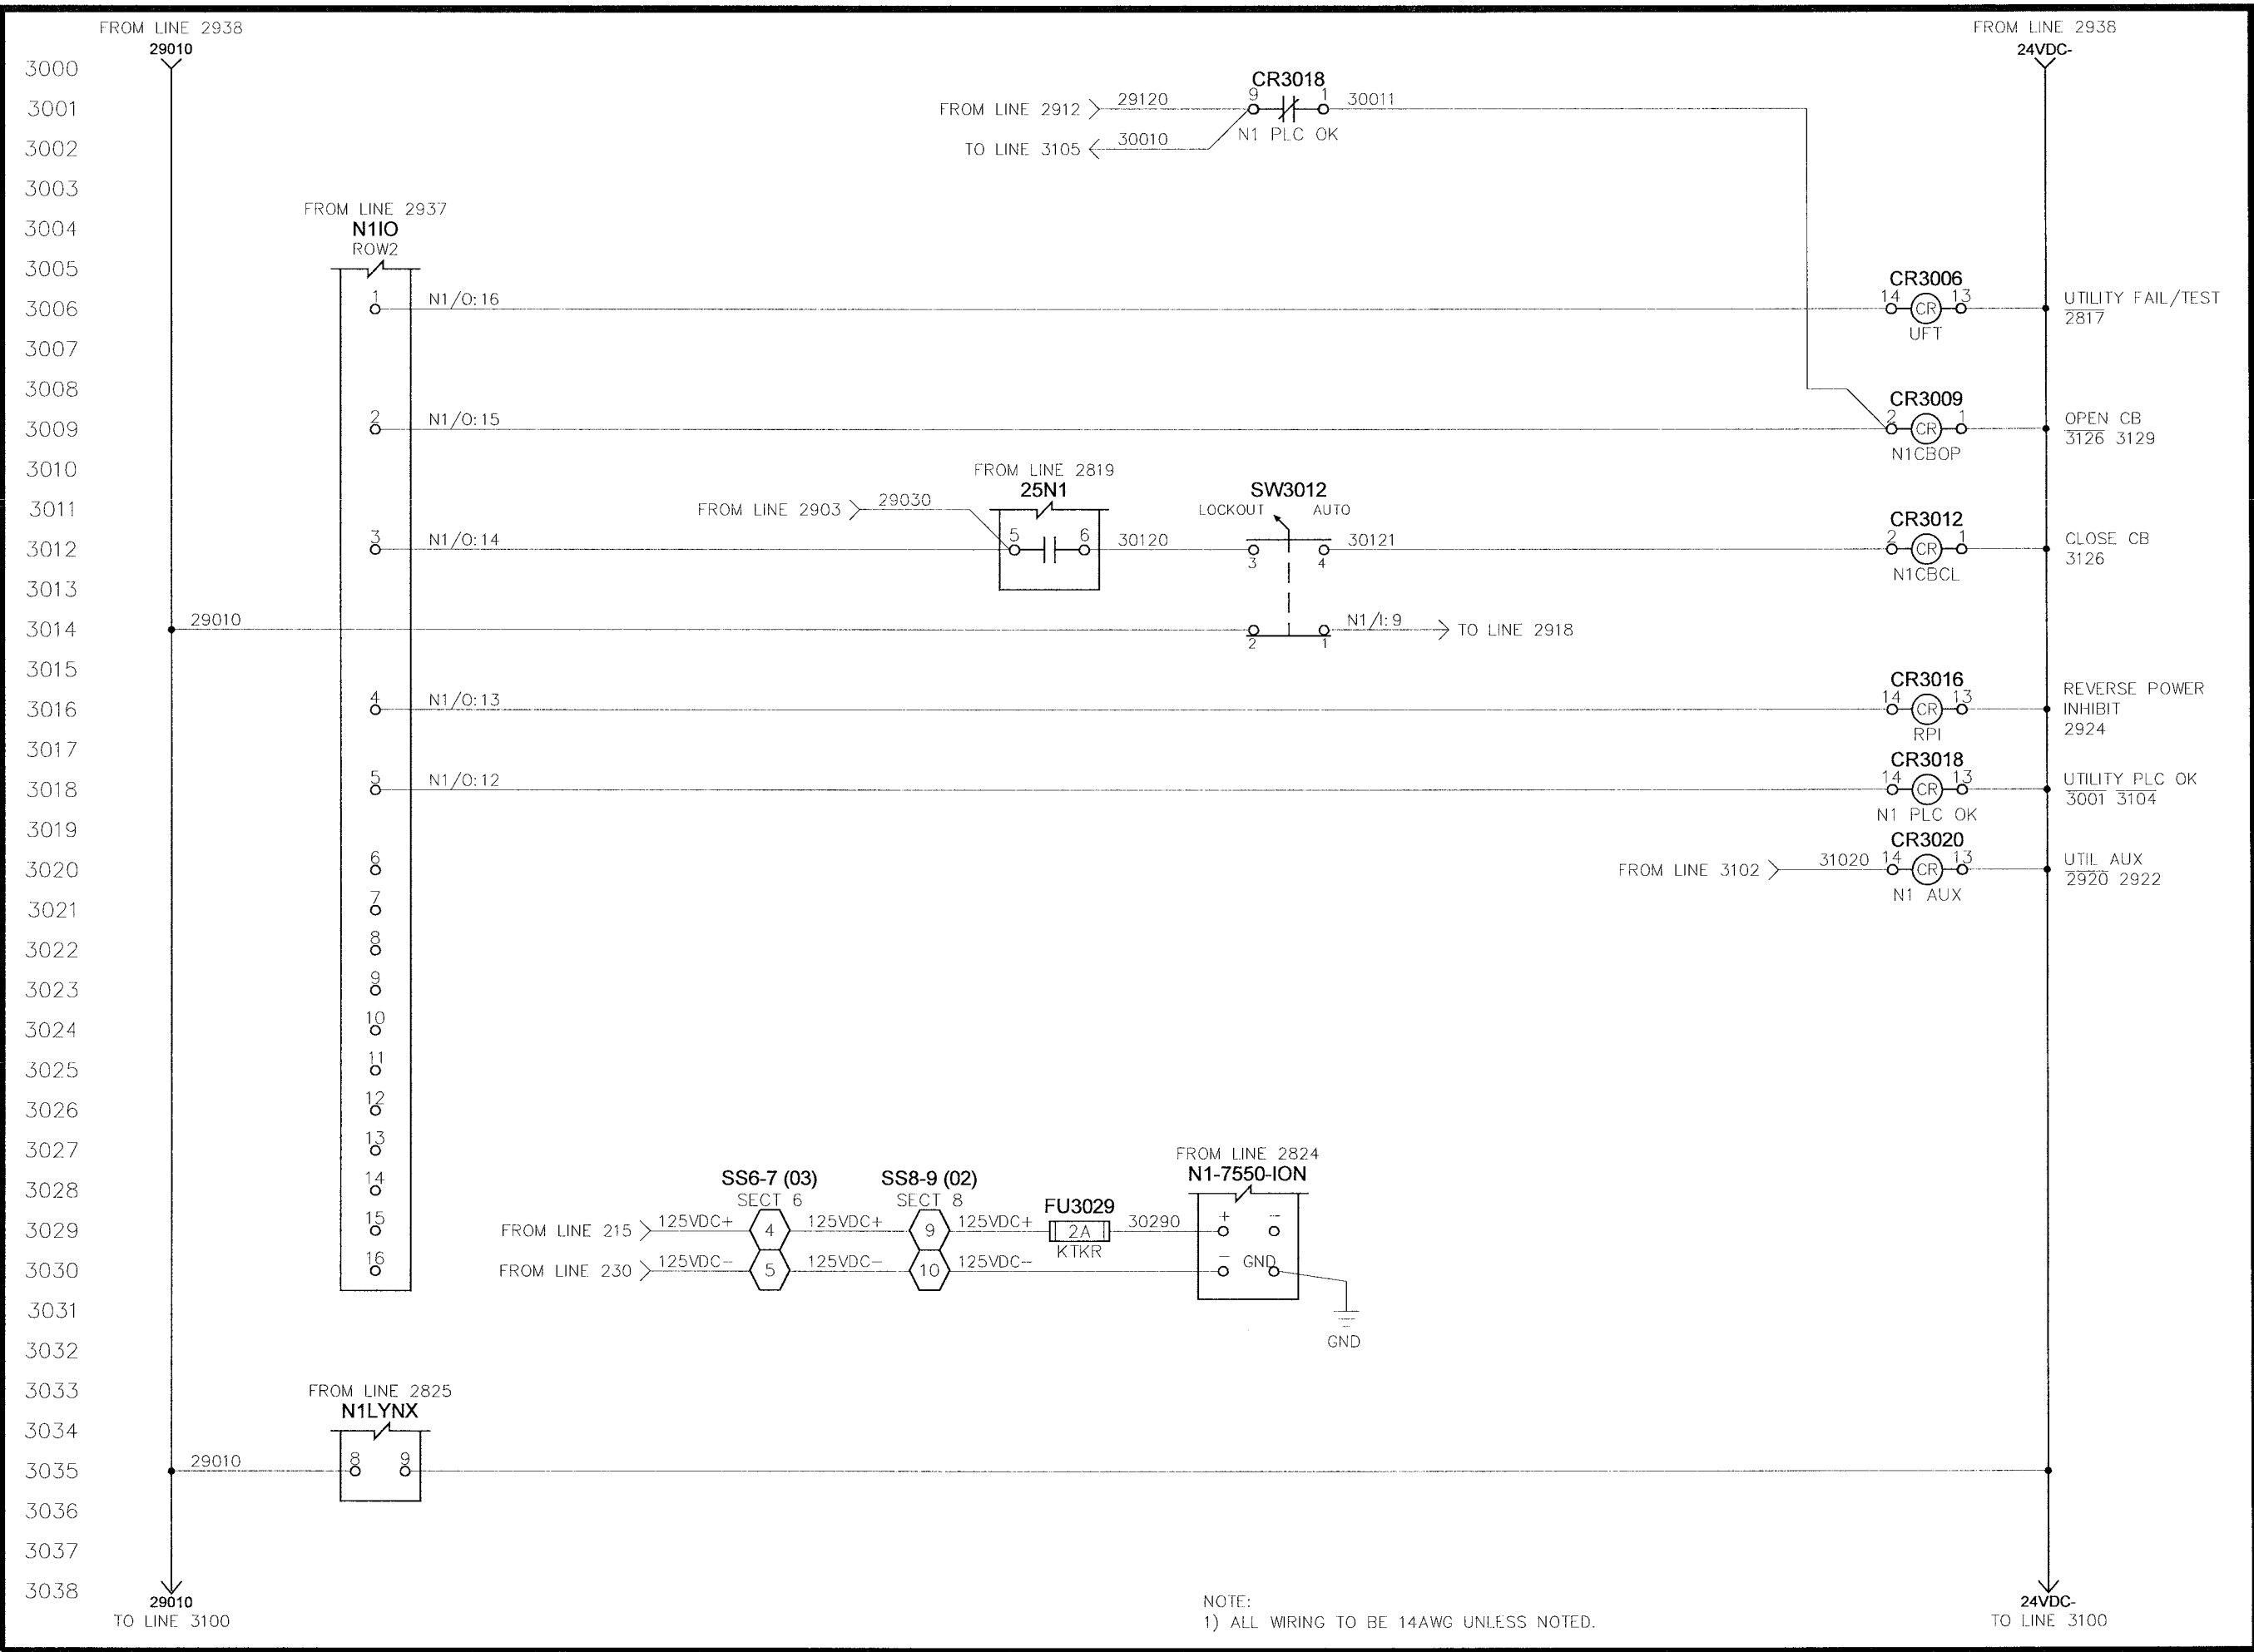 FROM LINE 2938
29010
FROM LINE 2938
24VDC-
3000
CR3018
3001
FROM LINE 2912
29120
9
1
30011
N1 PLC OK
3002
TO LINE 3105
30010
3003
FROM LINE 2937
N1IO
ROW2
3004
3005
CR3006
3006
1
N1/O:16
14
CR
13
UFT
UTILITY FAIL/TEST
2817
3007
3008
CR3009
3009
2
N1/O:15
2
CR
1
N1CBOP
OPEN CB
3126 3129
3010
FROM LINE 2819
25N1
SW3012
3011
FROM LINE 2903
29030
LOCKOUT
AUTO
CR3012
3012
3
N1/O:14
5
6
30120
3
4
30121
2
CR
1
N1CBCL
CLOSE CB
3126
3013
3014
29010
2
1
N1/I:9
TO LINE 2918
3015
CR3016
3016
4
N1/O:13
14
CR
13
RPI
REVERSE POWER
INHIBIT
2924
3017
CR3018
3018
5
N1/O:12
14
CR
13
N1 PLC OK
UTILITY PLC OK
3001 3104
3019
CR3020
3020
6
FROM LINE 3102
31020
14
CR
13
N1 AUX
UTIL AUX
2920 2922
3021
7
3022
8
3023
9
3024
10
3025
11
3026
12
3027
13
FROM LINE 2824
N1-7550-ION
3028
14
SS6-7 (03)
SECT 6
SS8-9 (02)
SECT 8
FU3029
3029
15
FROM LINE 215
125VDC+
4
125VDC+
9
125VDC+
2A
KTKR
30290
+
-
3030
16
FROM LINE 230
125VDC-
5
125VDC-
10
125VDC-
-
GND
3031
GND
3032
3033
FROM LINE 2825
N1LYNX
3034
3035
29010
8
9
3036
3037
3038
29010
TO LINE 3100
NOTE:
1) ALL WIRING TO BE 14AWG UNLESS NOTED.
24VDC-
TO LINE 3100